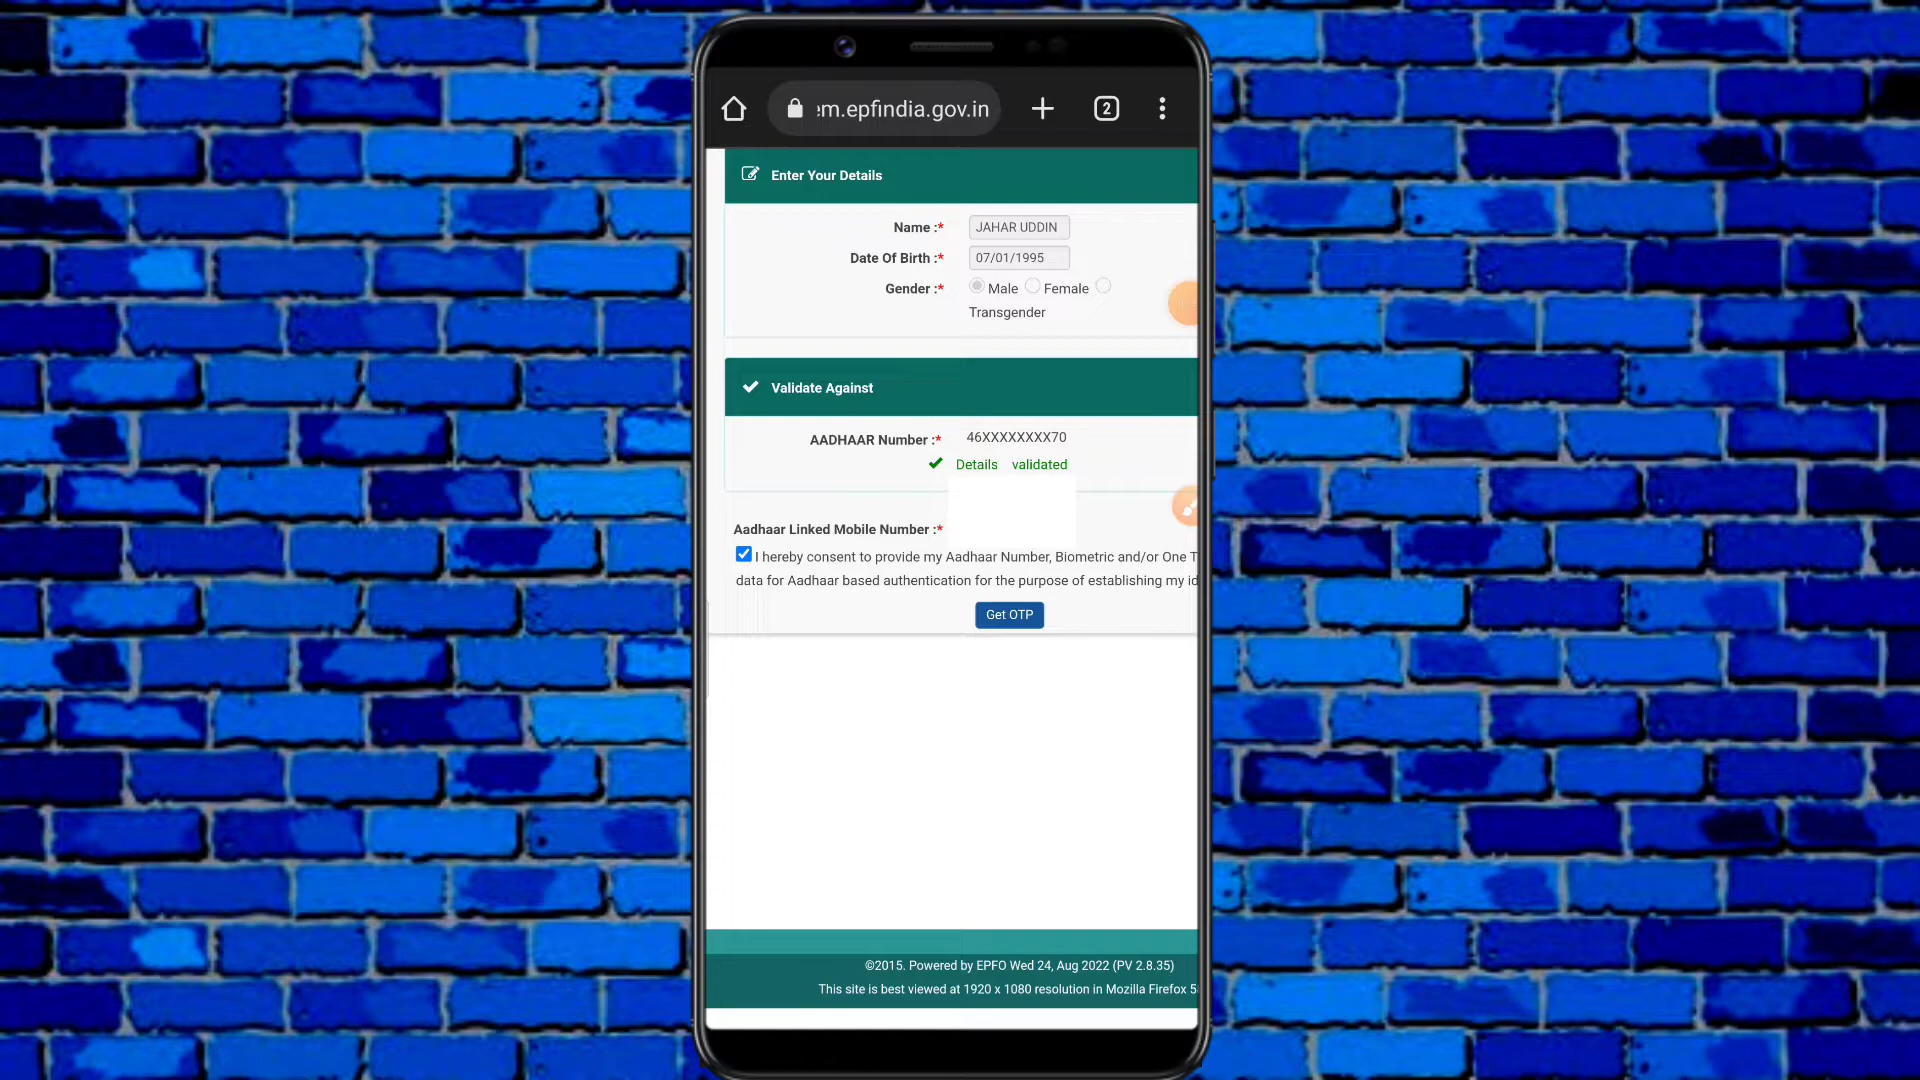 em.epfindia.gov.in
2
Enter Your Details
Name :* JAHAR UDDIN
Date Of Birth :* 07/01/1995
Gender :* Male Female
Transgender
Validate Against
AADHAAR Number :* 46XXXXXXXX70
Details validated
Aadhaar Linked Mobile Number :*
I hereby consent to provide my Aadhaar Number, Biometric and/or One T
data for Aadhaar based authentication for the purpose of establishing my id
Get OTP
©2015. Powered by EPFO Wed 24, Aug 2022 (PV 2.8.35)
This site is best viewed at 1920 x 1080 resolution in Mozilla Firefox 5